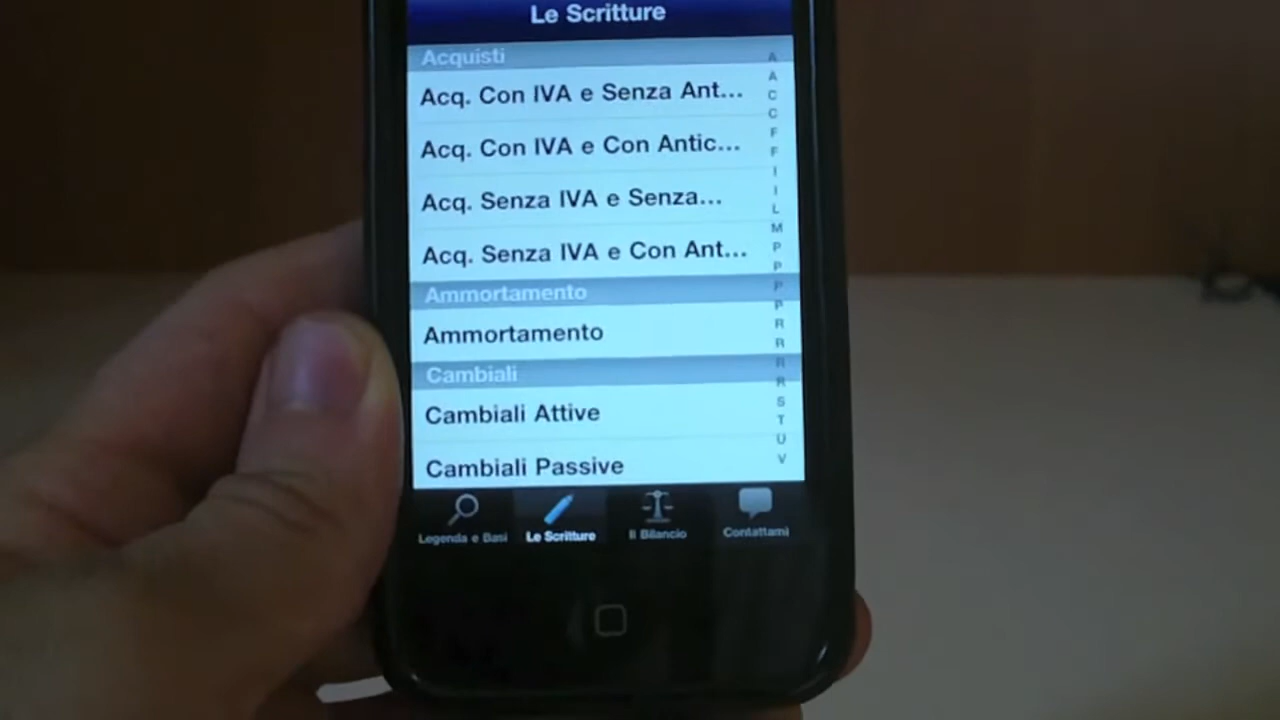 Le Scritture
Acquisti
Acq. Con IVA e Senza Ant...
Acq. Con IVA e Con Antic...
Acq. Senza IVA e Senza...
Acq. Senza IVA e Con Ant...
Ammortamento
Ammortamento
Cambiali
Cambiali Attive
Cambiali Passive
A
A
C
C
F
F
I
I
L
M
P
P
P
P
R
R
R
R
S
T
U
V
Legenda e Basi
Le Scritture
Il Bilancio
Contattami